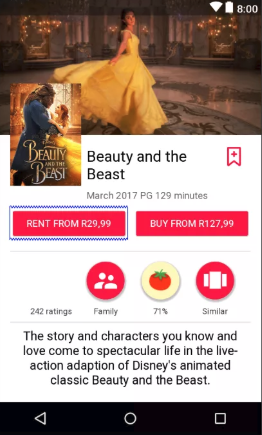 8:00
BEAUTY
AND THE
BEAST
Beauty and the
Beast
March 2017 PG 129 minutes
RENT FROM R29,99
BUY FROM R127,99
242 ratings
Family
71%
Similar
The story and characters you know and
love come to spectacular life in the live-
action adaption of Disney's animated
classic Beauty and the Beast.